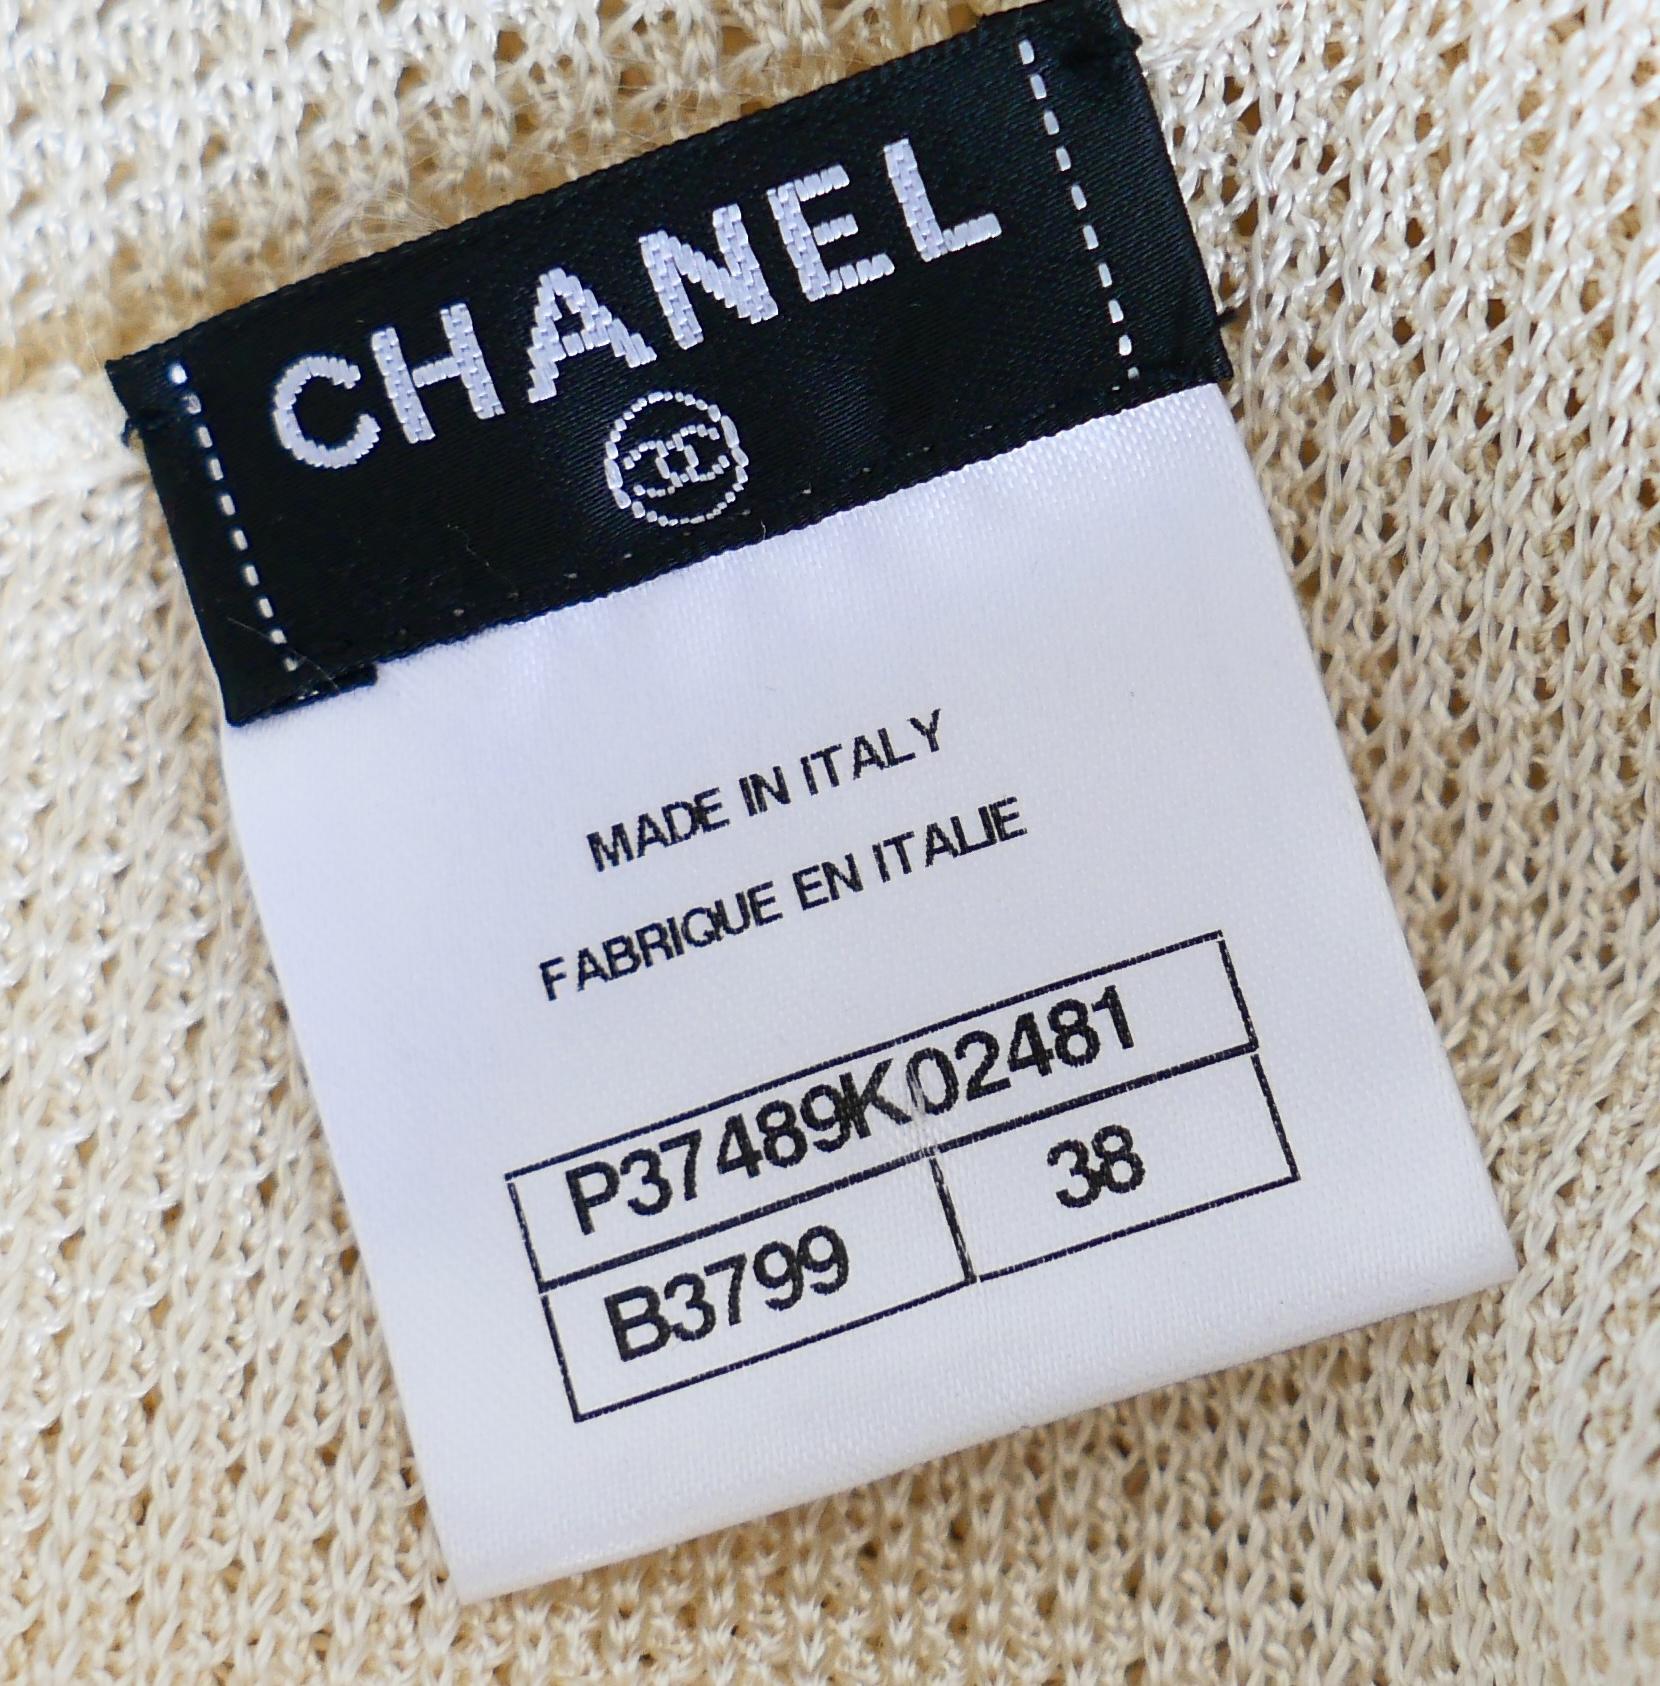 CHANEL
MADE IN ITALY
FABRIQUE EN ITALIE
P37489K02481
B3799 38